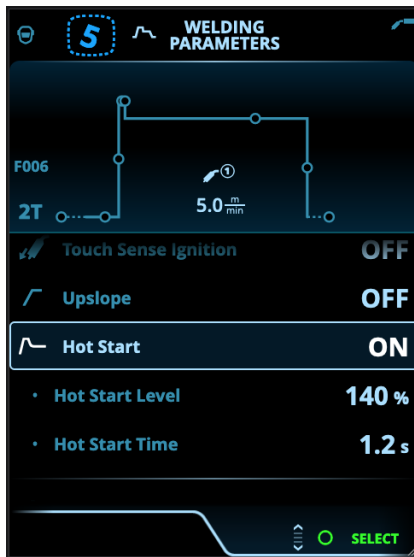 5
WELDING
PARAMETERS
F006
1
5.0 m/min
2T
Touch Sense Ignition OFF
Upslope OFF
Hot Start ON
• Hot Start Level 140 %
• Hot Start Time 1.2 s
SELECT